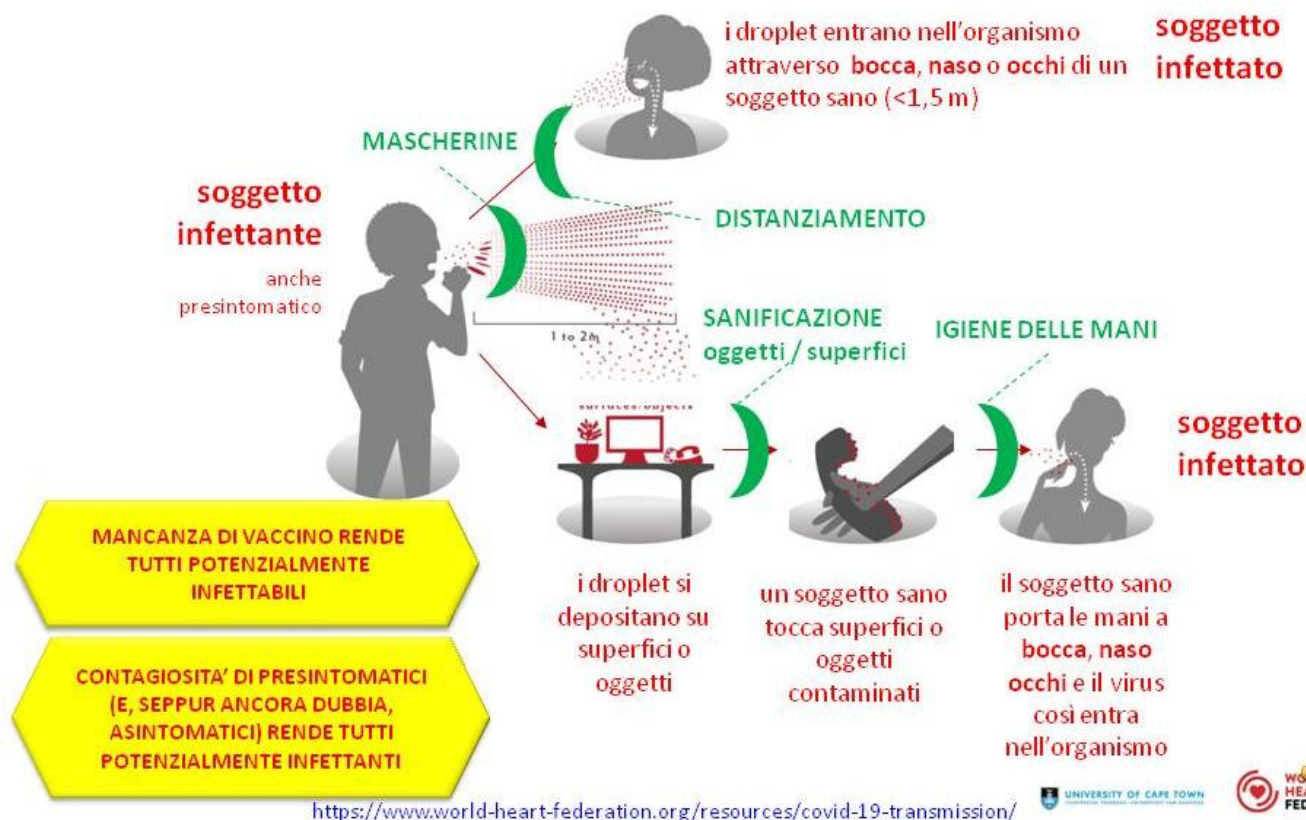 i droplet entrano nell'organismo
attraverso bocca, naso o occhi di un
soggetto sano (<1,5 m)
soggetto
infettato
MASCHERINE
soggetto
infettante
anche
presintomatico
DISTANZIAMENTO
1 to 2m
SANIFICAZIONE
oggetti / superfici
IGIENE DELLE MANI
surfaces/objects
soggetto
infettato
MANCANZA DI VACCINO RENDE
TUTTI POTENZIALMENTE
INFETTABILI
CONTAGIOSITA' DI PRESINTOMATICI
(E, SEPPUR ANCORA DUBBIA,
ASINTOMATICI) RENDE TUTTI
POTENZIALMENTE INFETTANTI
i droplet si
depositano su
superfici o
oggetti
un soggetto sano
tocca superfici o
oggetti
contaminati
il soggetto sano
porta le mani a
bocca, naso
occhi e il virus
così entra
nell'organismo
https://www.world-heart-federation.org/resources/covid-19-transmission/
UNIVERSITY OF CAPE TOWN